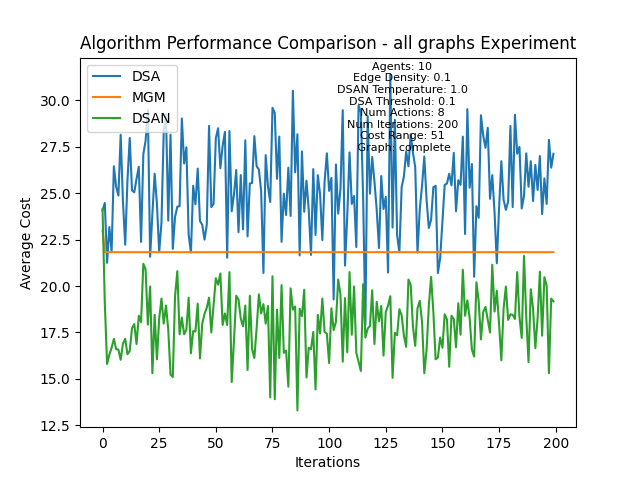 Algorithm Performance Comparison - all graphs Experiment
DSA
MGM
DSAN
Agents: 10
Edge Density: 0.1
DSAN Temperature: 1.0
DSA Threshold: 0.1
Num Actions: 8
Num Iterations: 200
Cost Range: 51
Graph: complete
Average Cost
30.0
27.5
25.0
22.5
20.0
17.5
15.0
12.5
0 25 50 75 100 125 150 175 200
Iterations